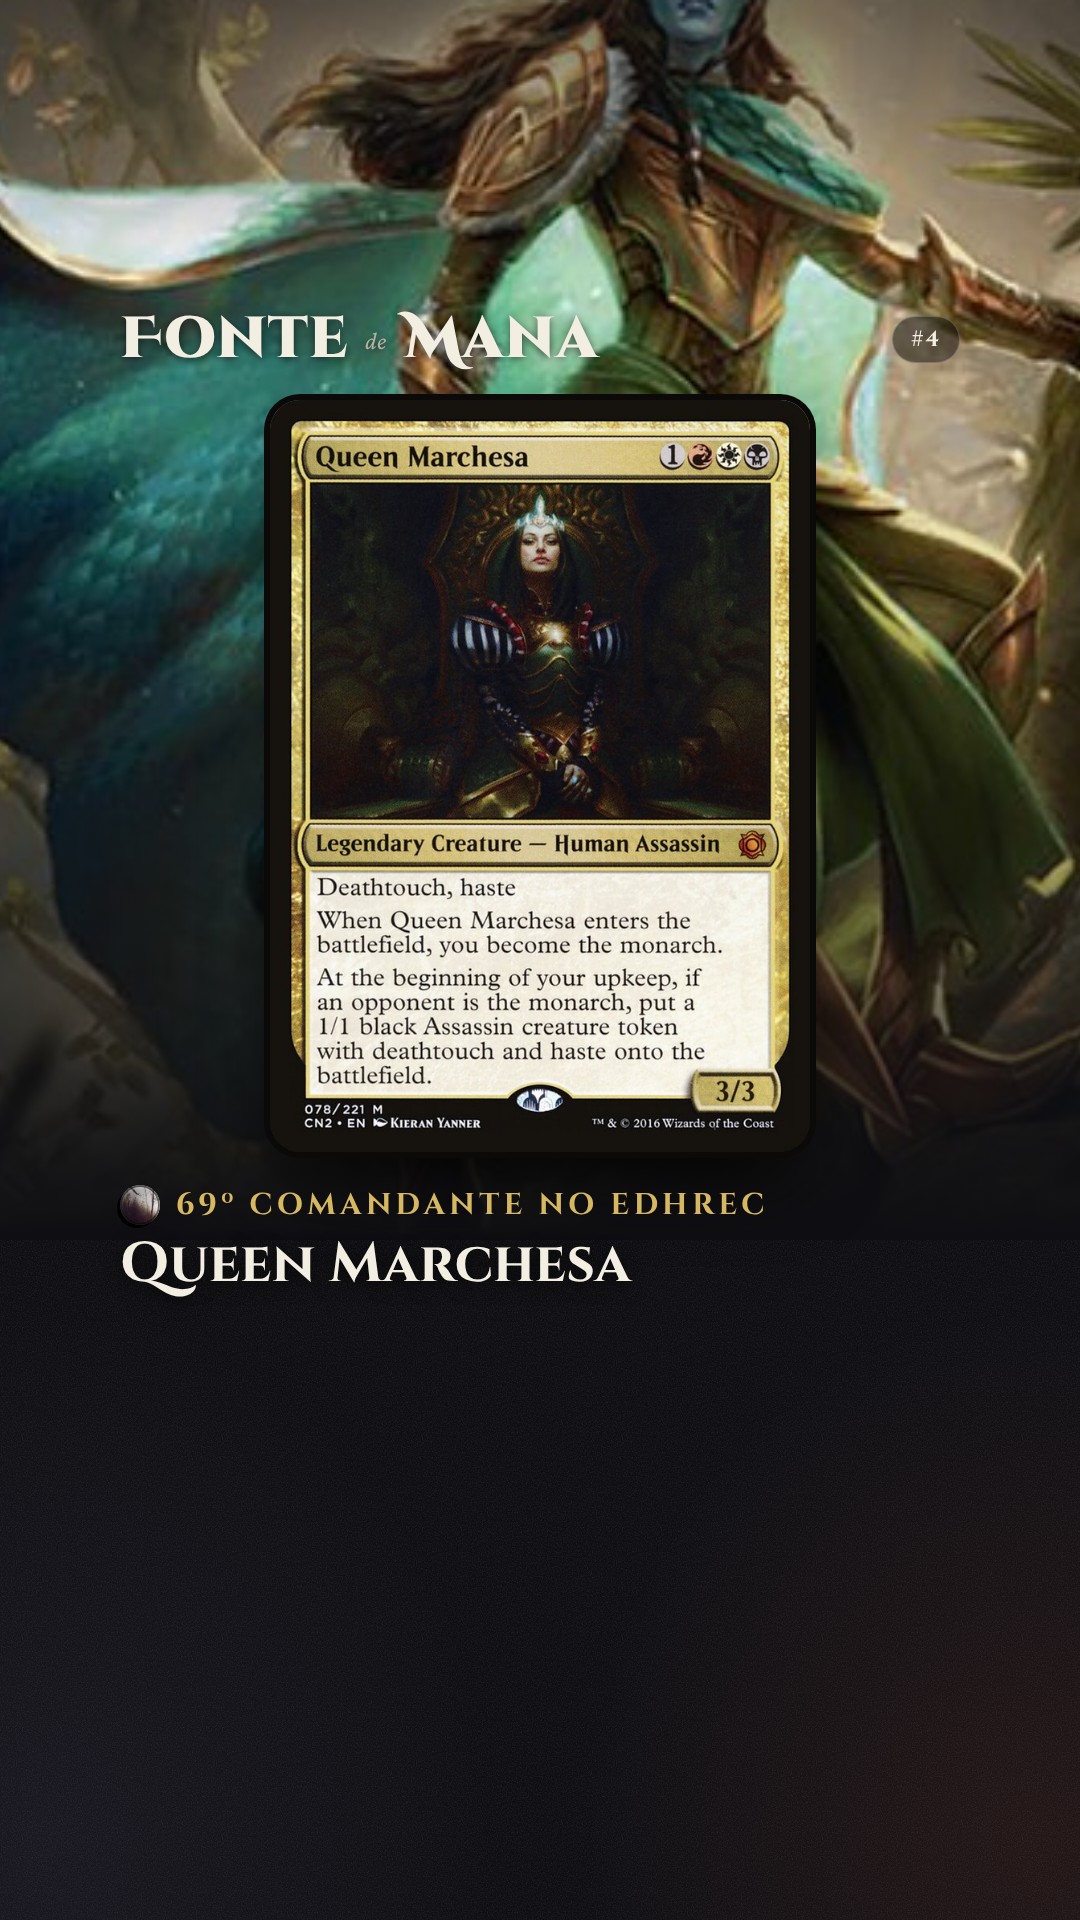 FONTE de MANA
#4
Queen Marchesa 1
Legendary Creature — Human Assassin
Deathtouch, haste
When Queen Marchesa enters the
battlefield, you become the monarch.
At the beginning of your upkeep, if
an opponent is the monarch, put a
1/1 black Assassin creature token
with deathtouch and haste onto the
battlefield.
3/3
078/221 M
CN2 • EN KIERAN YANNER
™ & © 2016 Wizards of the Coast
69º COMANDANTE NO EDHREC
QUEEN MARCHESA